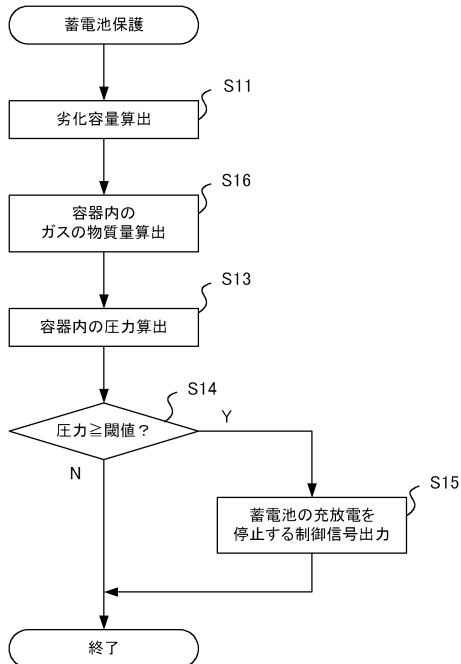 蓄電池保護
S11
劣化容量算出
S16
容器内の
ガスの物質量算出
S13
容器内の圧力算出
S14
圧力≧閾値？
Y
N
S15
蓄電池の充放電を
停止する制御信号出力
終了